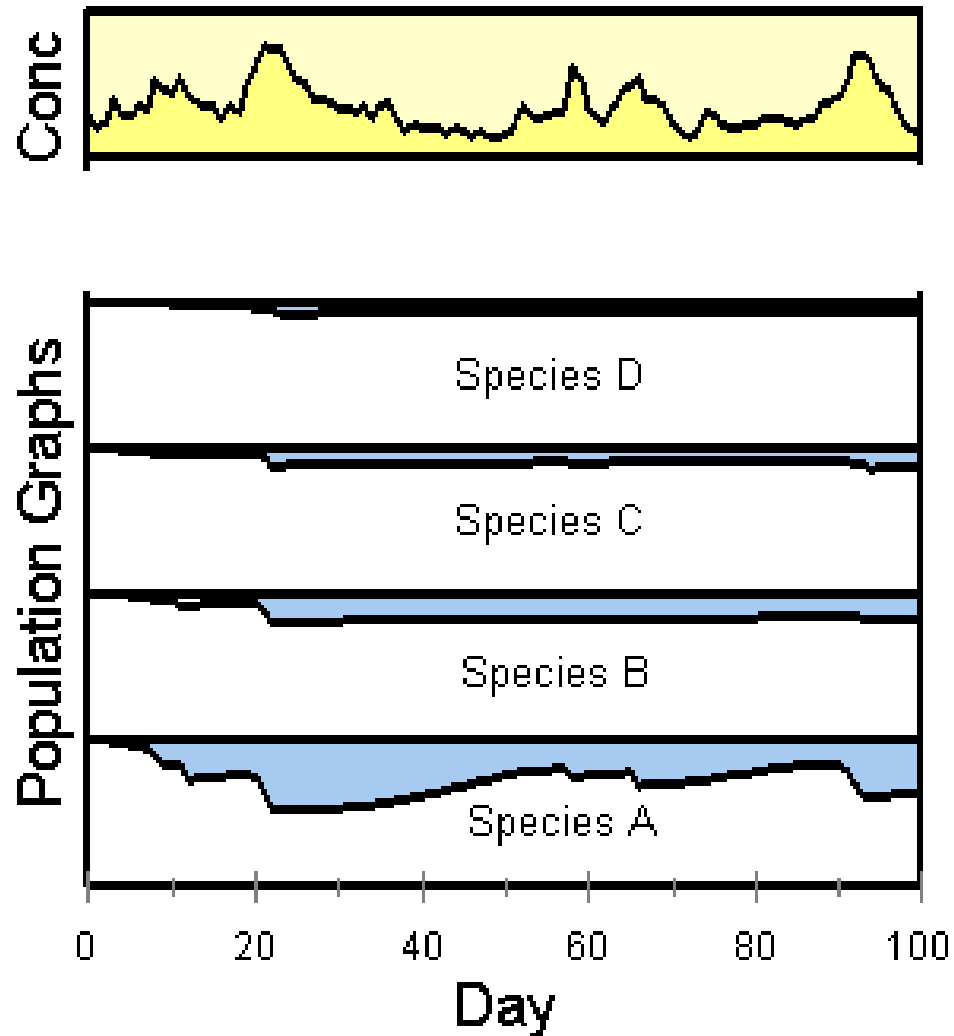 Conc
Population Graphs
Species D
Species C
Species B
Species A
0 20 40 60 80 100
Day